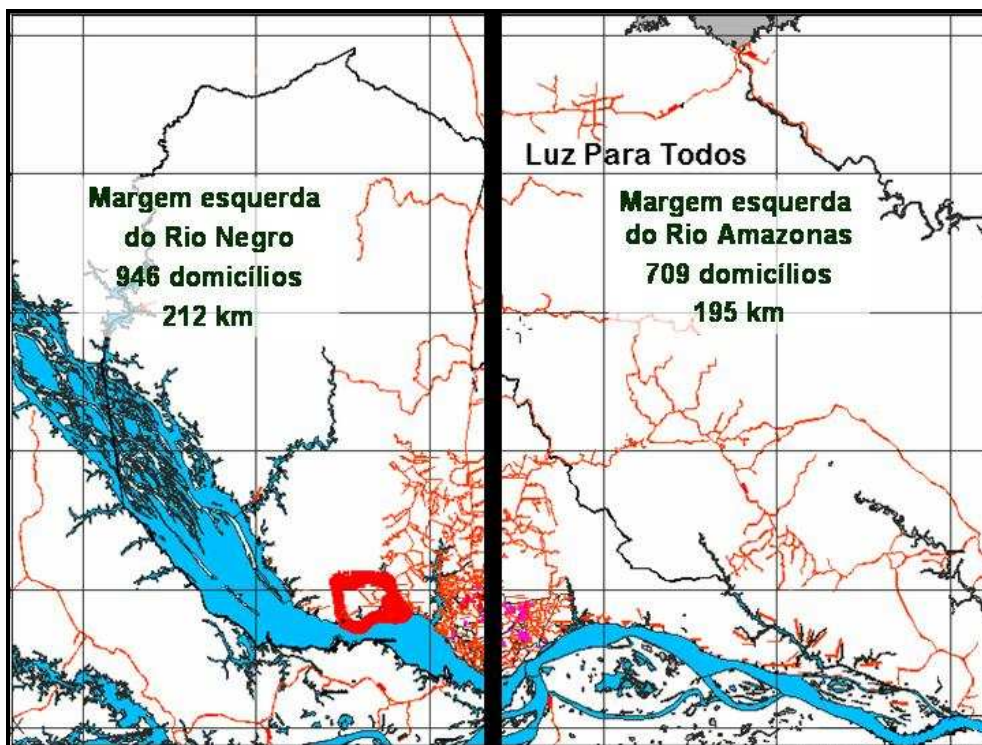 Luz Para Todos
Margem esquerda
do Rio Negro
946 domicílios
212 km
Margem esquerda
do Rio Amazonas
709 domicílios
195 km